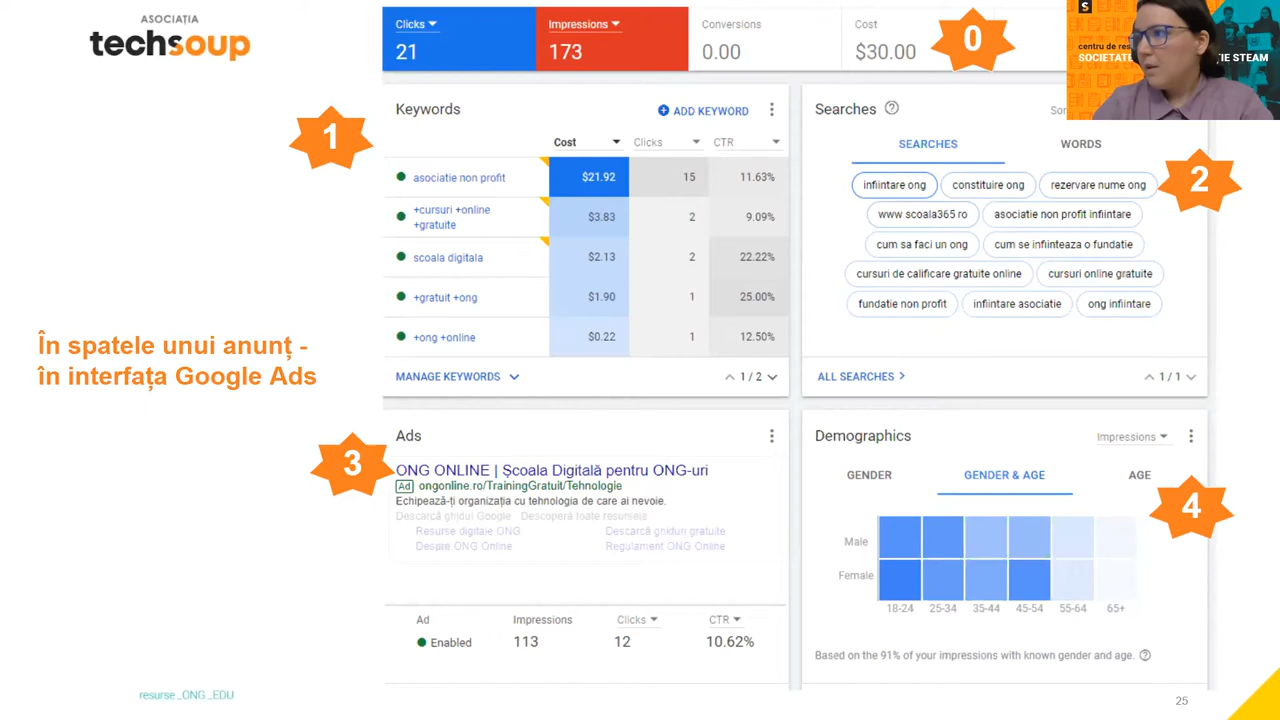 ASOCIAȚIA
techsoup
În spatele unui anunț -
în interfața Google Ads
resurse _ONG _EDU
Clicks
21
Impressions
173
Conversions
0.00
Cost
$30.00
0
centru de res
SOCIETATE
IE STEAM
1
Keywords
ADD KEYWORD
Cost Clicks CTR
asociatie non profit $21.92 15 11.63%
+cursuri +online
+gratuite $3.83 2 9.09%
scoala digitala $2.13 2 22.22%
+gratuit +ong $1.90 1 25.00%
+ong +online $0.22 1 12.50%
MANAGE KEYWORDS 1 / 2
Searches
SEARCHES WORDS
2
infiintare ong constituire ong rezervare nume ong
www scoala365 ro asociatie non profit infiintare
cum sa faci un ong cum se infiinteaza o fundatie
cursuri de calificare gratuite online cursuri online gratuite
fundatie non profit infiintare asociatie ong infiintare
ALL SEARCHES 1 / 1
3
Ads
ONG ONLINE | Școala Digitală pentru ONG-uri
Ad ongonline.ro/TrainingGratuit/Tehnologie
Echipează-ți organizația cu tehnologia de care ai nevoie.
Descarcă ghidul Google Descoperă toate resursele
Resurse digitale ONG Descarcă ghiduri gratuite
Despre ONG Online Regulament ONG Online
Ad Impressions Clicks CTR
Enabled 113 12 10.62%
Demographics
Impressions
GENDER GENDER & AGE AGE
4
Male
Female
18-24 25-34 35-44 45-54 55-64 65+
Based on the 91% of your impressions with known gender and age.
25